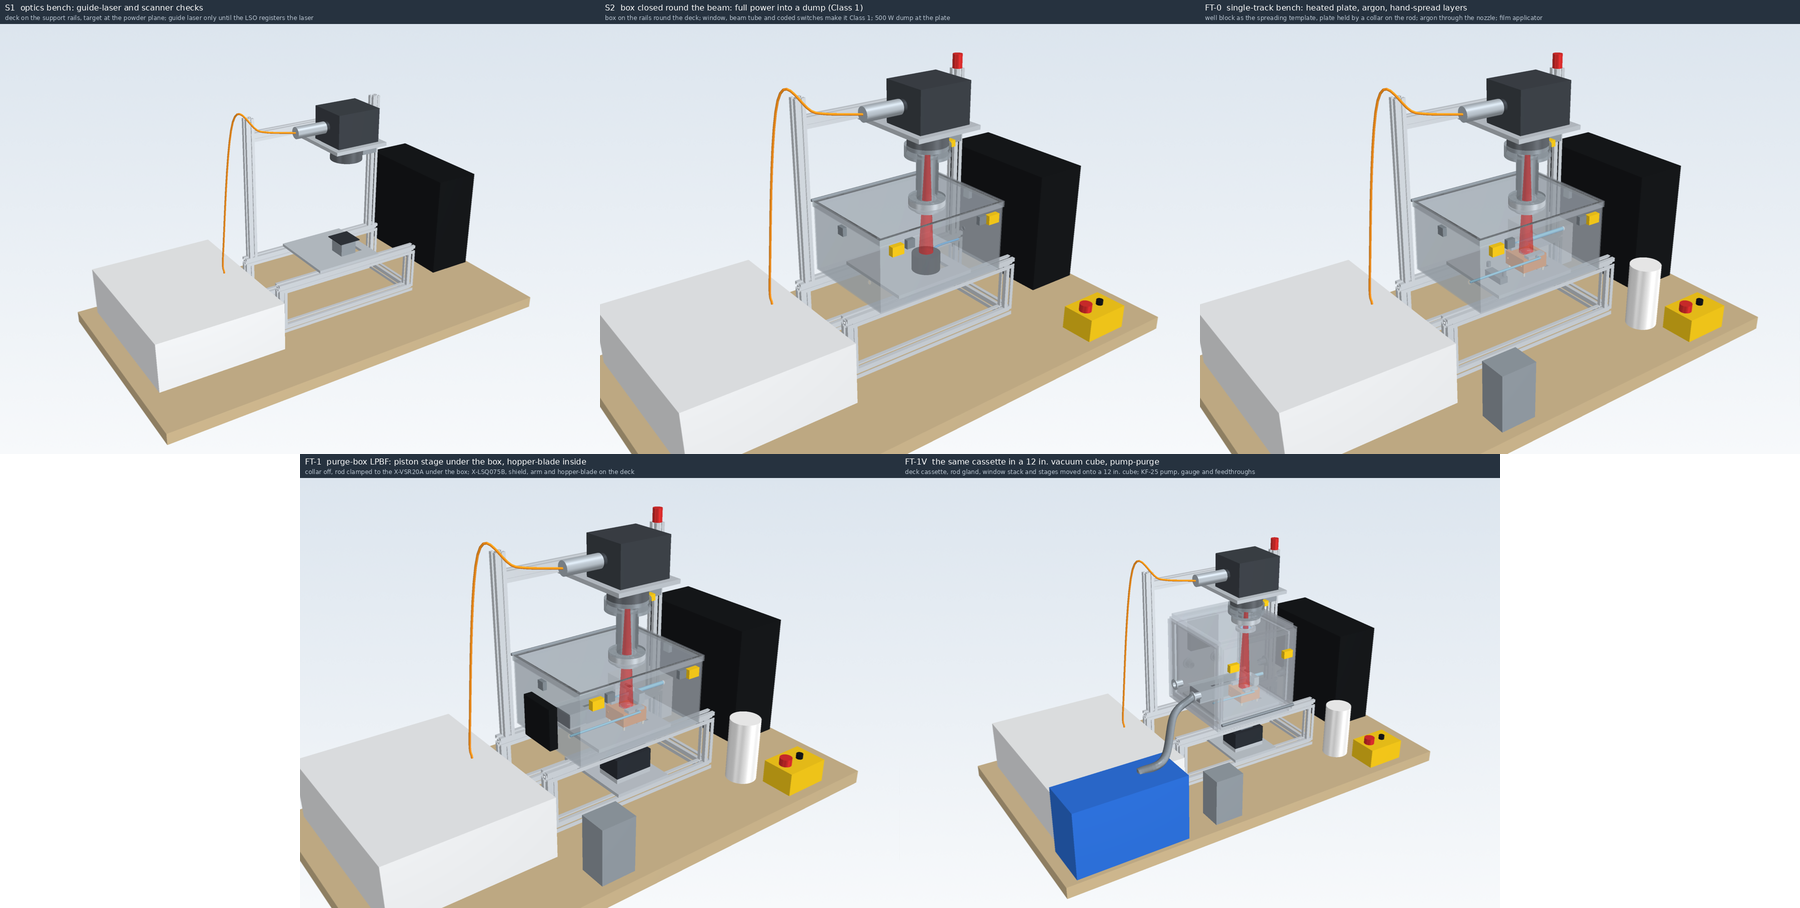 S1 optics bench: guide-laser and scanner checks
deck on the support rails, target at the powder plane; guide laser only until the LSO registers the laser
S2 box closed round the beam: full power into a dump (Class 1)
box on the rails round the deck; window, beam tube and coded switches make it Class 1; 500 W dump at the plate
FT-0 single-track bench: heated plate, argon, hand-spread layers
well block as the spreading template, plate held by a collar on the rod; argon through the nozzle; film applicator
FT-1 purge-box LPBF: piston stage under the box, hopper-blade inside
collar off, rod clamped to the X-VSR20A under the box; X-LSQ075B, shield, arm and hopper-blade on the deck
FT-1V the same cassette in a 12 in. vacuum cube, pump-purge
deck cassette, rod gland, window stack and stages moved onto a 12 in. cube; KF-25 pump, gauge and feedthroughs